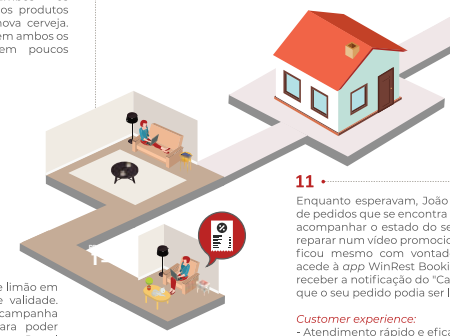 os produtos
nova cerveja.
em ambos os
em poucos
11
Enquanto esperavam, João
de pedidos que se encontra
acompanhar o estado do se
reparar num vídeo promocio
ficou mesmo com vontad
acede à app WinRest Booki
receber a notificação do "Ca
que o seu pedido podia ser l
Customer experience:
- Atendimento rápido e efica
e limão em
e validade.
campanha
para poder